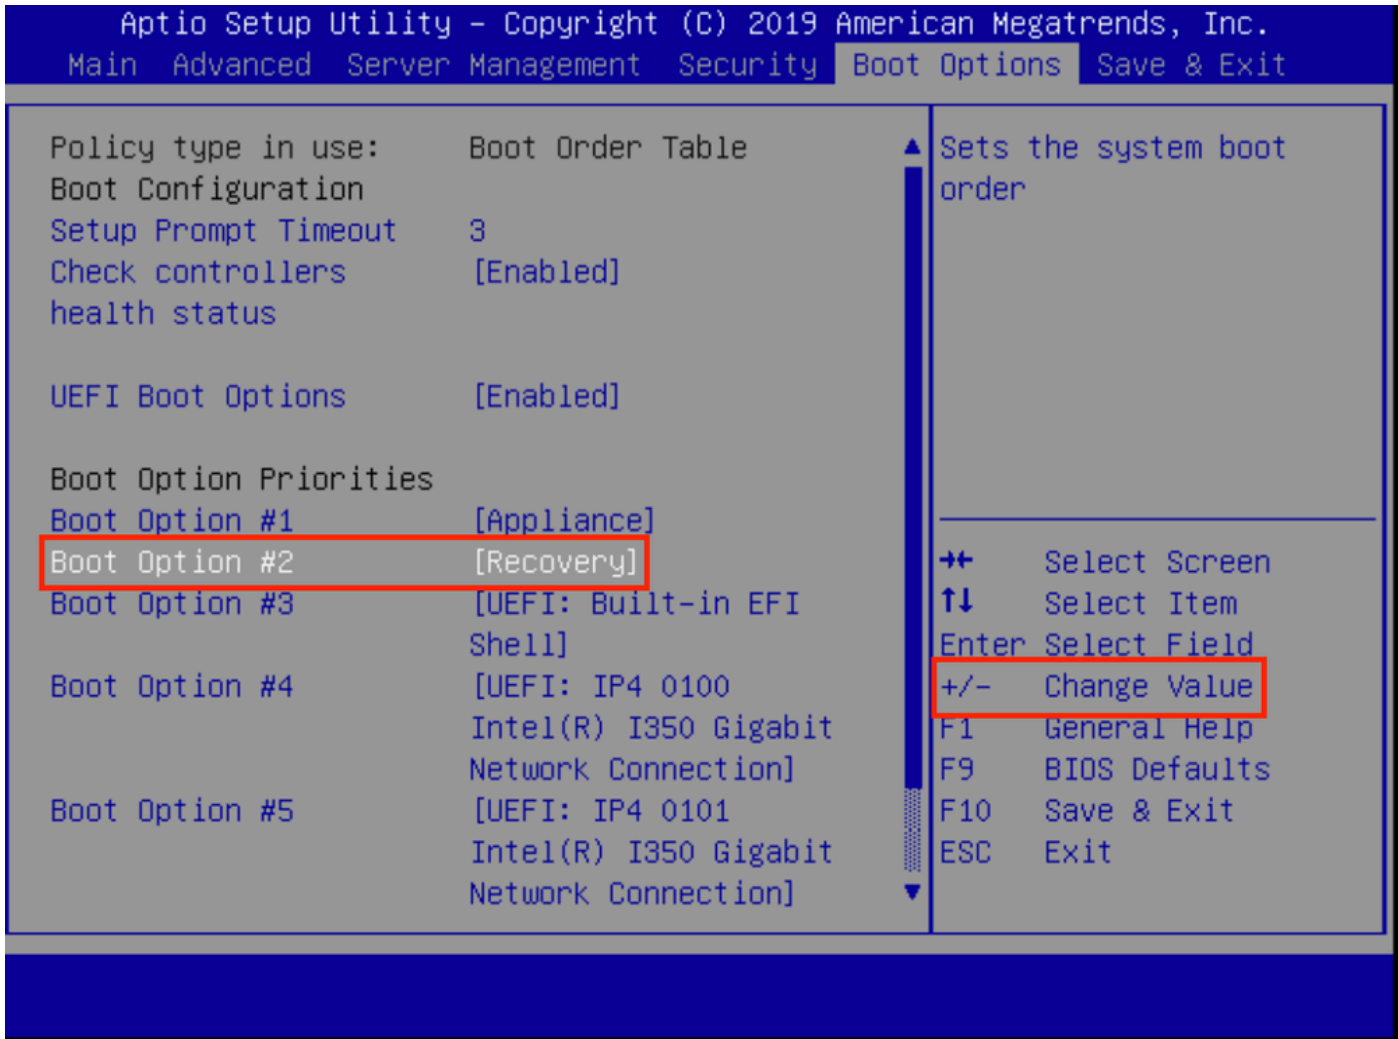 Aptio Setup Utility – Copyright (C) 2019 American Megatrends, Inc.
Main Advanced Server Management Security Boot Options Save & Exit
Policy type in use: Boot Order Table
Boot Configuration
Setup Prompt Timeout 3
Check controllers [Enabled]
health status
UEFI Boot Options [Enabled]
Boot Option Priorities
Boot Option #1 [Appliance]
Boot Option #2 [Recovery]
Boot Option #3 [UEFI: Built-in EFI
Shell]
Boot Option #4 [UEFI: IP4 0100
Intel(R) I350 Gigabit
Network Connection]
Boot Option #5 [UEFI: IP4 0101
Intel(R) I350 Gigabit
Network Connection]
Sets the system boot
order
→← Select Screen
↑↓ Select Item
Enter Select Field
+/- Change Value
F1 General Help
F9 BIOS Defaults
F10 Save & Exit
ESC Exit